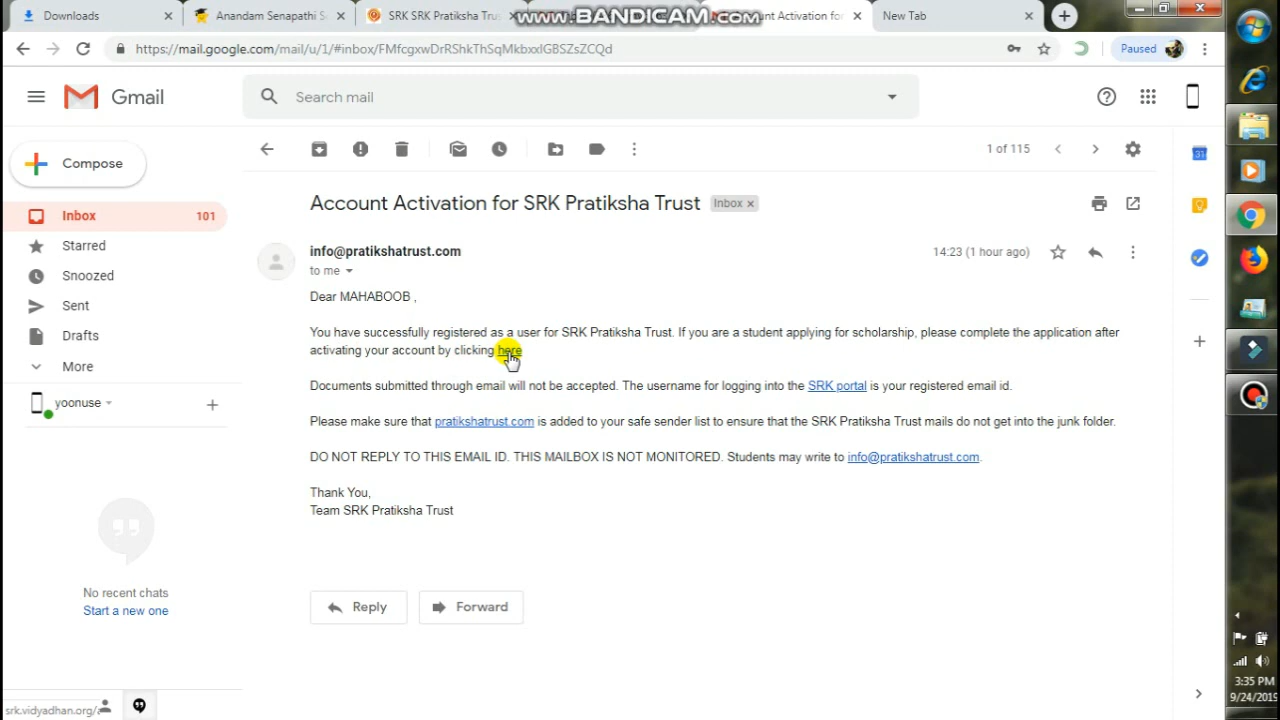 Downloads
Anandam Senapathi S
SRK SRK Pratiksha Tru
www.BANDICAM.com
ount Activation for
New Tab
https://mail.google.com/mail/u/1/#inbox/FMfcgxwDrRShkThSqMkbxxlGBSZsZCQd
Paused
Gmail
Search mail
Compose
1 of 115
31
Inbox 101
Starred
Snoozed
Sent
Drafts
More
yoonuse
No recent chats
Start a new one
Account Activation for SRK Pratiksha Trust Inbox x
info@pratikshatrust.com 14:23 (1 hour ago)
to me
Dear MAHABOOB ,
You have successfully registered as a user for SRK Pratiksha Trust. If you are a student applying for scholarship, please complete the application after
activating your account by clicking here
Documents submitted through email will not be accepted. The username for logging into the SRK portal is your registered email id.
Please make sure that pratikshatrust.com is added to your safe sender list to ensure that the SRK Pratiksha Trust mails do not get into the junk folder.
DO NOT REPLY TO THIS EMAIL ID. THIS MAILBOX IS NOT MONITORED. Students may write to info@pratikshatrust.com.
Thank You,
Team SRK Pratiksha Trust
Reply
Forward
srk.vidyadhan.org/
3:35 PM
9/24/2019